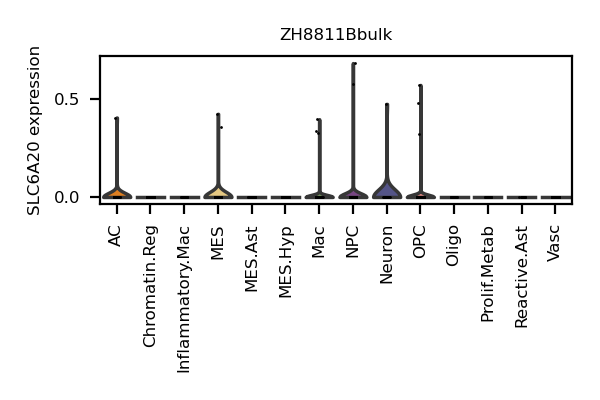 ZH8811Bbulk
SLC6A20 expression
0.5
0.0
AC
Chromatin.Reg
Inflammatory.Mac
MES
MES.Ast
MES.Hyp
Mac
NPC
Neuron
OPC
Oligo
Prolif.Metab
Reactive.Ast
Vasc